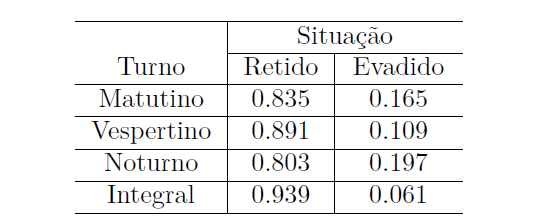 Situação
Turno Retido Evadido
Matutino 0.835 0.165
Vespertino 0.891 0.109
Noturno 0.803 0.197
Integral 0.939 0.061